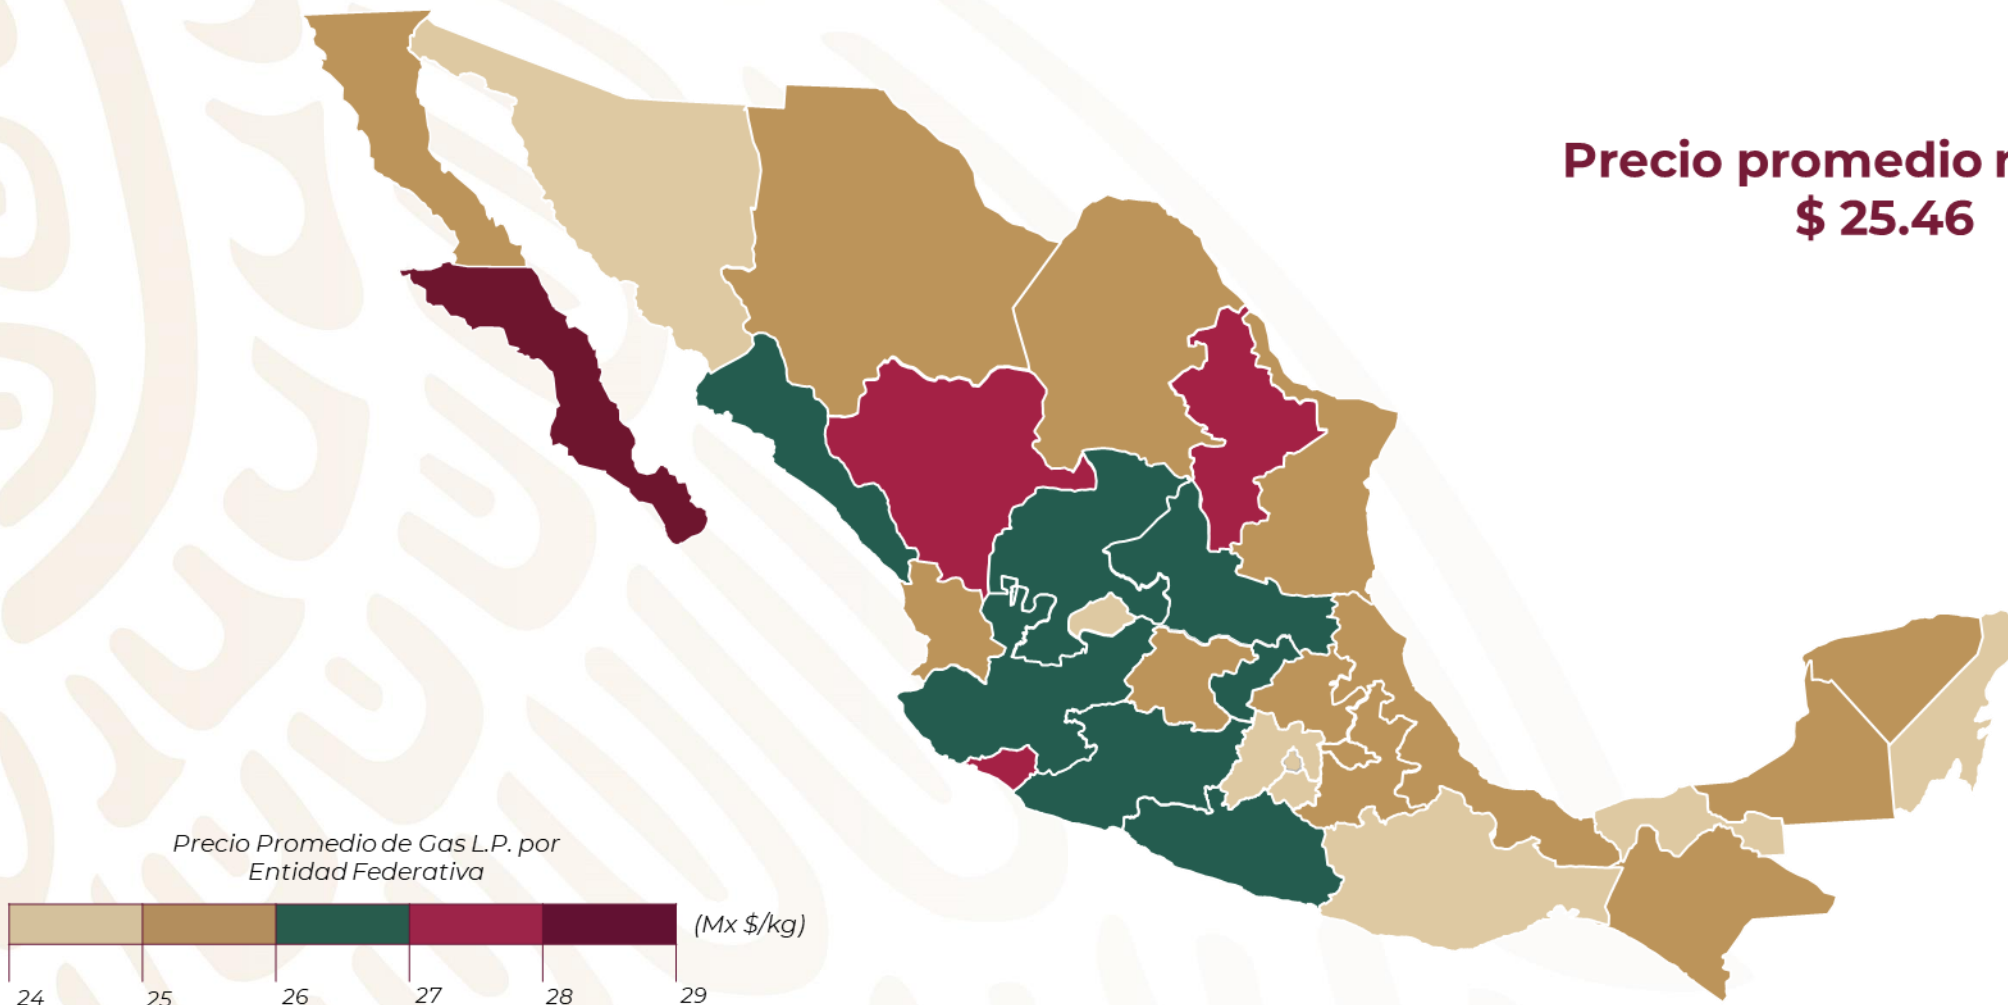 Precio promedio
$ 25.46
Precio Promedio de Gas L.P. por
Entidad Federativa
(Mx $/kg)
24 25 26 27 28 29